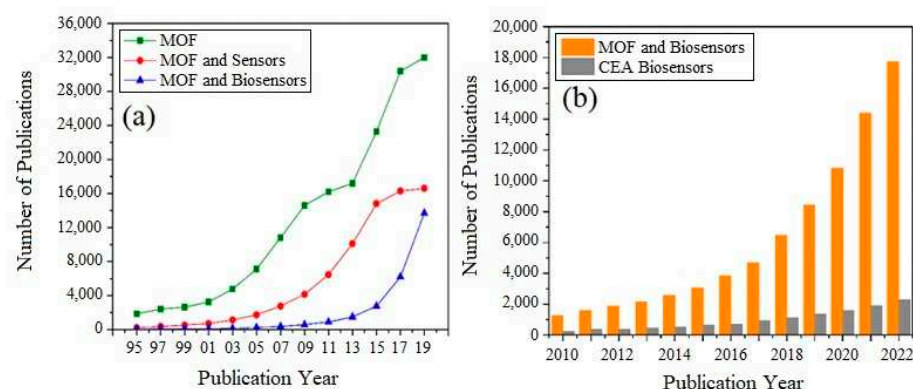 36,000
32,000
28,000
24,000
20,000
16,000
12,000
8,000
4,000
0
Number of Publications
MOF
MOF and Sensors
MOF and Biosensors
(a)
95 97 99 01 03 05 07 09 11 13 15 17 19
Publication Year
20,000
18,000
16,000
14,000
12,000
10,000
8,000
6,000
4,000
2,000
0
Number of Publications
MOF and Biosensors
CEA Biosensors
(b)
2010 2012 2014 2016 2018 2020 2022
Publication Year